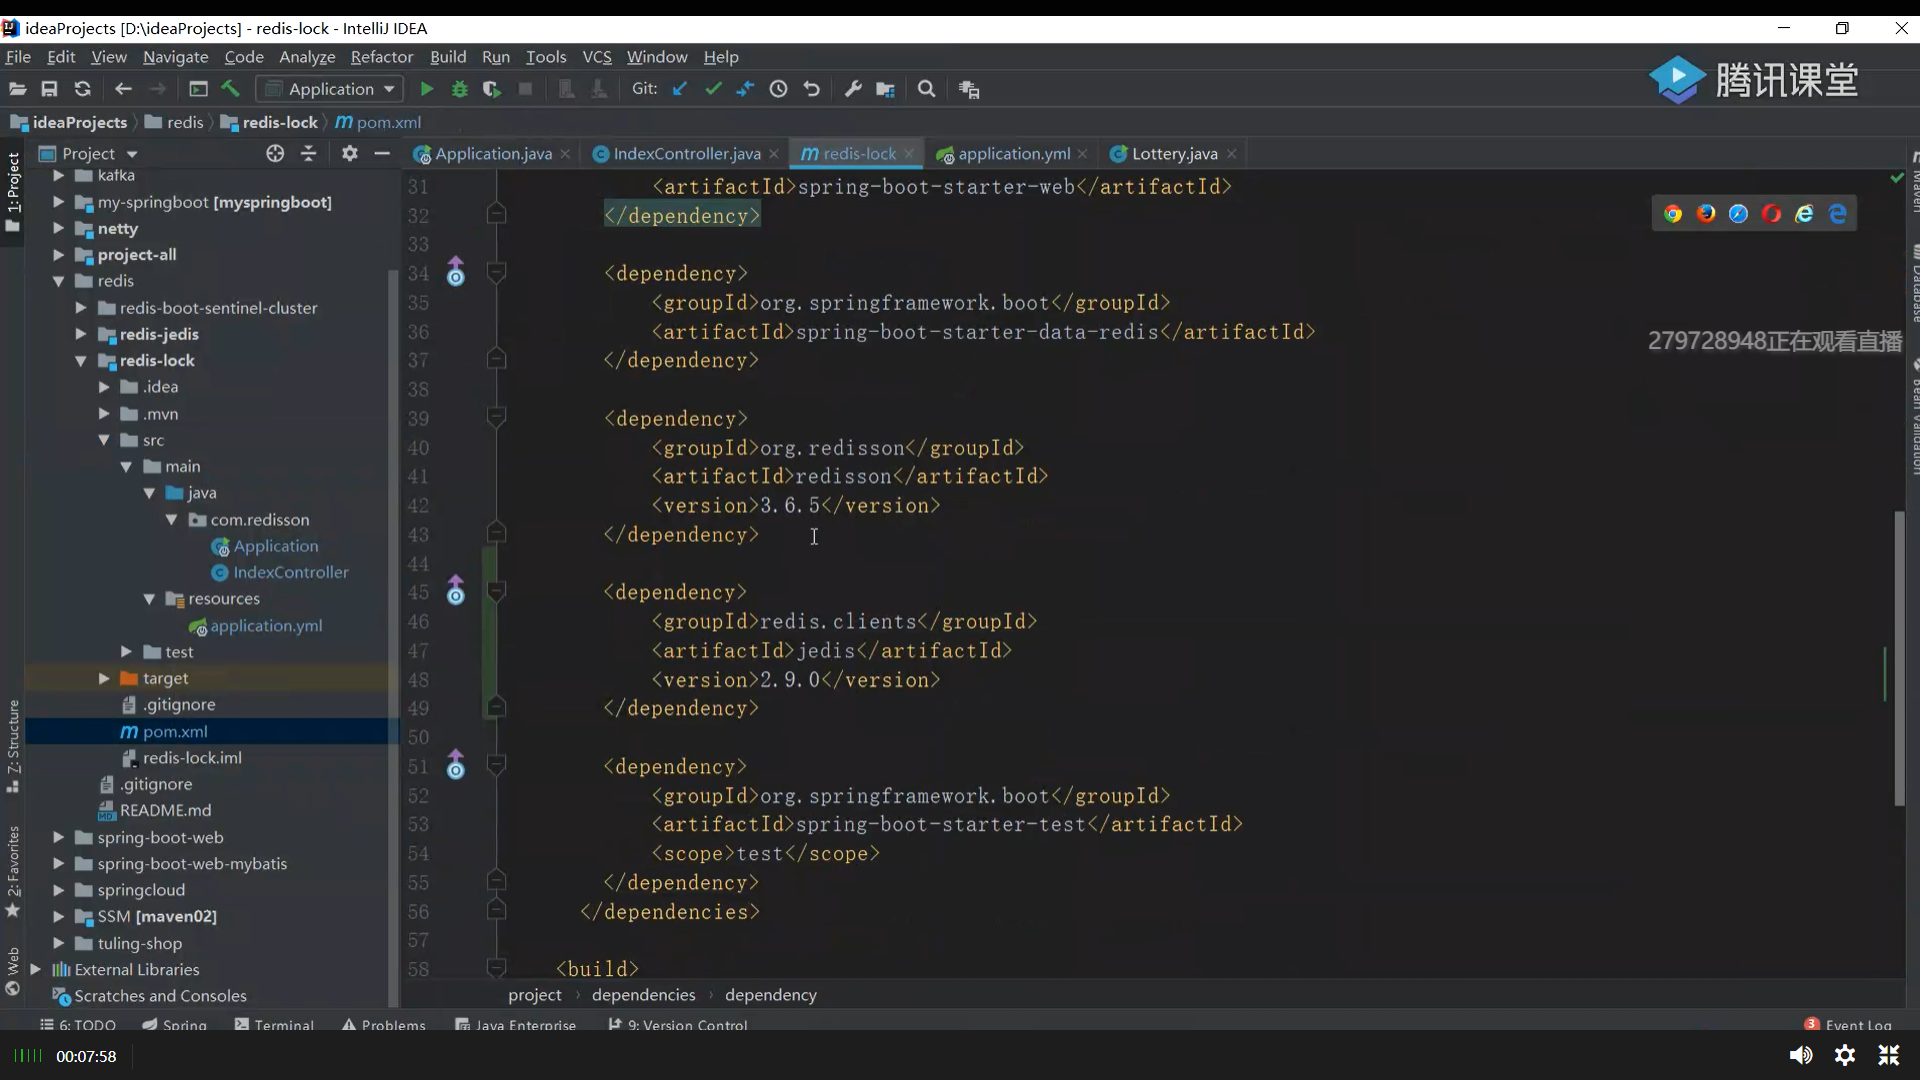 ideaProjects [D:\ideaProjects] - redis-lock - IntelliJ IDEA
File Edit View Navigate Code Analyze Refactor Build Run Tools VCS Window Help
Application Git:
腾讯课堂
ideaProjects redis redis-lock pom.xml
Project
Application.java IndexController.java redis-lock application.yml Lottery.java
1: Project
Z: Structure
2: Favorites
Web
kafka
my-springboot [myspringboot]
netty
project-all
redis
redis-boot-sentinel-cluster
redis-jedis
redis-lock
.idea
.mvn
src
main
java
com.redisson
Application
IndexController
resources
application.yml
test
target
.gitignore
pom.xml
redis-lock.iml
.gitignore
README.md
spring-boot-web
spring-boot-web-mybatis
springcloud
SSM [maven02]
tuling-shop
External Libraries
Scratches and Consoles
31 <artifactId>spring-boot-starter-web</artifactId>
32 </dependency>
33
34 <dependency>
35 <groupId>org.springframework.boot</groupId>
36 <artifactId>spring-boot-starter-data-redis</artifactId>
37 </dependency>
38
39 <dependency>
40 <groupId>org.redisson</groupId>
41 <artifactId>redisson</artifactId>
42 <version>3.6.5</version>
43 </dependency>
44
45 <dependency>
46 <groupId>redis.clients</groupId>
47 <artifactId>jedis</artifactId>
48 <version>2.9.0</version>
49 </dependency>
50
51 <dependency>
52 <groupId>org.springframework.boot</groupId>
53 <artifactId>spring-boot-starter-test</artifactId>
54 <scope>test</scope>
55 </dependency>
56 </dependencies>
57
58 <build>
279728948正在观看直播
Maven
Database
Bean Validation
project dependencies dependency
6: TODO Spring Terminal Problems Java Enterprise 9: Version Control 3 Event Log
00:07:58